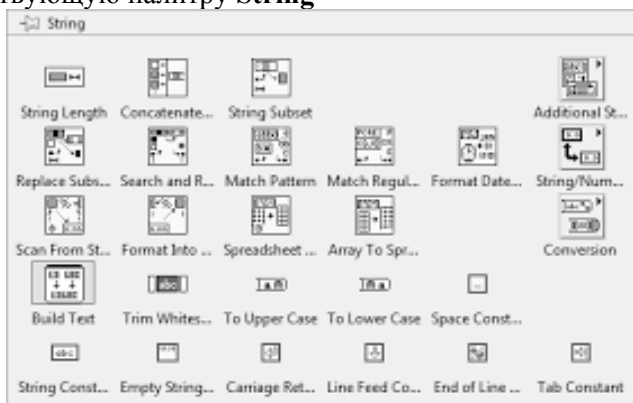 твующую палитру String
String
String Length Concatenate... String Subset Additional St...
Replace Subs... Search and R... Match Pattern Match Regul... Format Date... String/Num...
Scan From St... Format Into ... Spreadsheet ... Array To Spr... Conversion
Build Text Trim Whites... To Upper Case To Lower Case Space Const...
String Const... Empty String... Carriage Ret... Line Feed Co... End of Line ... Tab Constant